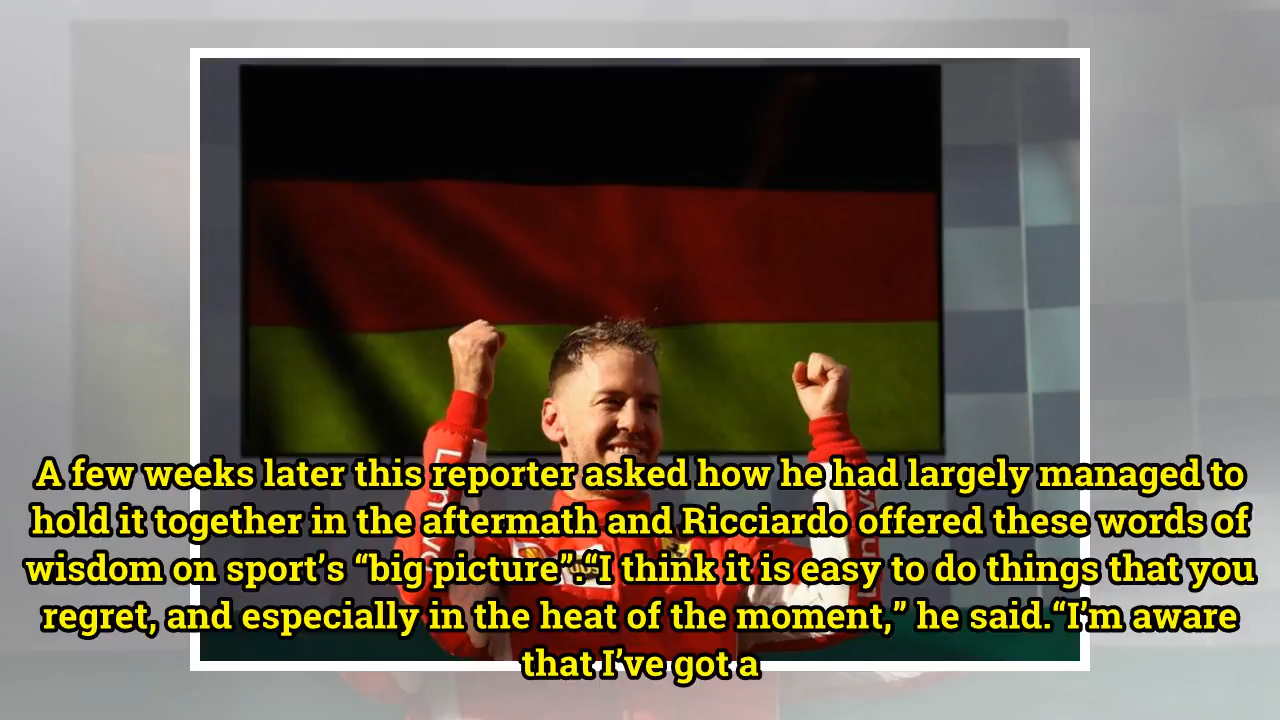 A few weeks later this reporter asked how he had largely managed to
hold it together in the aftermath and Ricciardo offered these words of
wisdom on sport’s “big picture”.“I think it is easy to do things that you
regret, and especially in the heat of the moment,” he said.“I’m aware
that I’ve got a